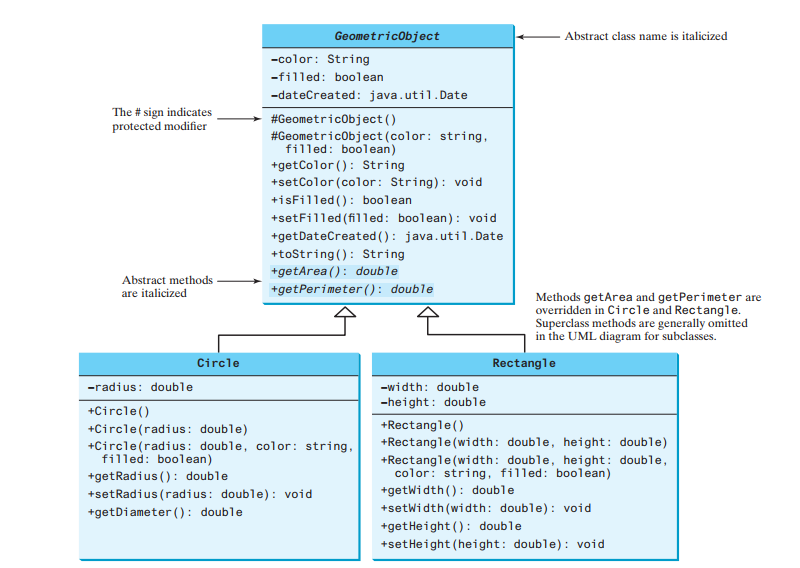 GeometricObject
Abstract class name is italicized
-color: String
-filled: boolean
-dateCreated: java.util.Date
The # sign indicates
protected modifier
#GeometricObject()
#GeometricObject(color: string,
filled: boolean)
+getColor(): String
+setColor(color: String): void
+isFilled(): boolean
+setFilled(filled: boolean): void
+getDateCreated(): java.util.Date
+toString(): String
+getArea(): double
+getPerimeter(): double
Abstract methods
are italicized
Methods getArea and getPerimeter are
overridden in Circle and Rectangle.
Superclass methods are generally omitted
in the UML diagram for subclasses.
Circle
-radius: double
+Circle()
+Circle(radius: double)
+Circle(radius: double, color: string,
filled: boolean)
+getRadius(): double
+setRadius(radius: double): void
+getDiameter(): double
Rectangle
-width: double
-height: double
+Rectangle()
+Rectangle(width: double, height: double)
+Rectangle(width: double, height: double,
color: string, filled: boolean)
+getWidth(): double
+setWidth(width: double): void
+getHeight(): double
+setHeight(height: double): void